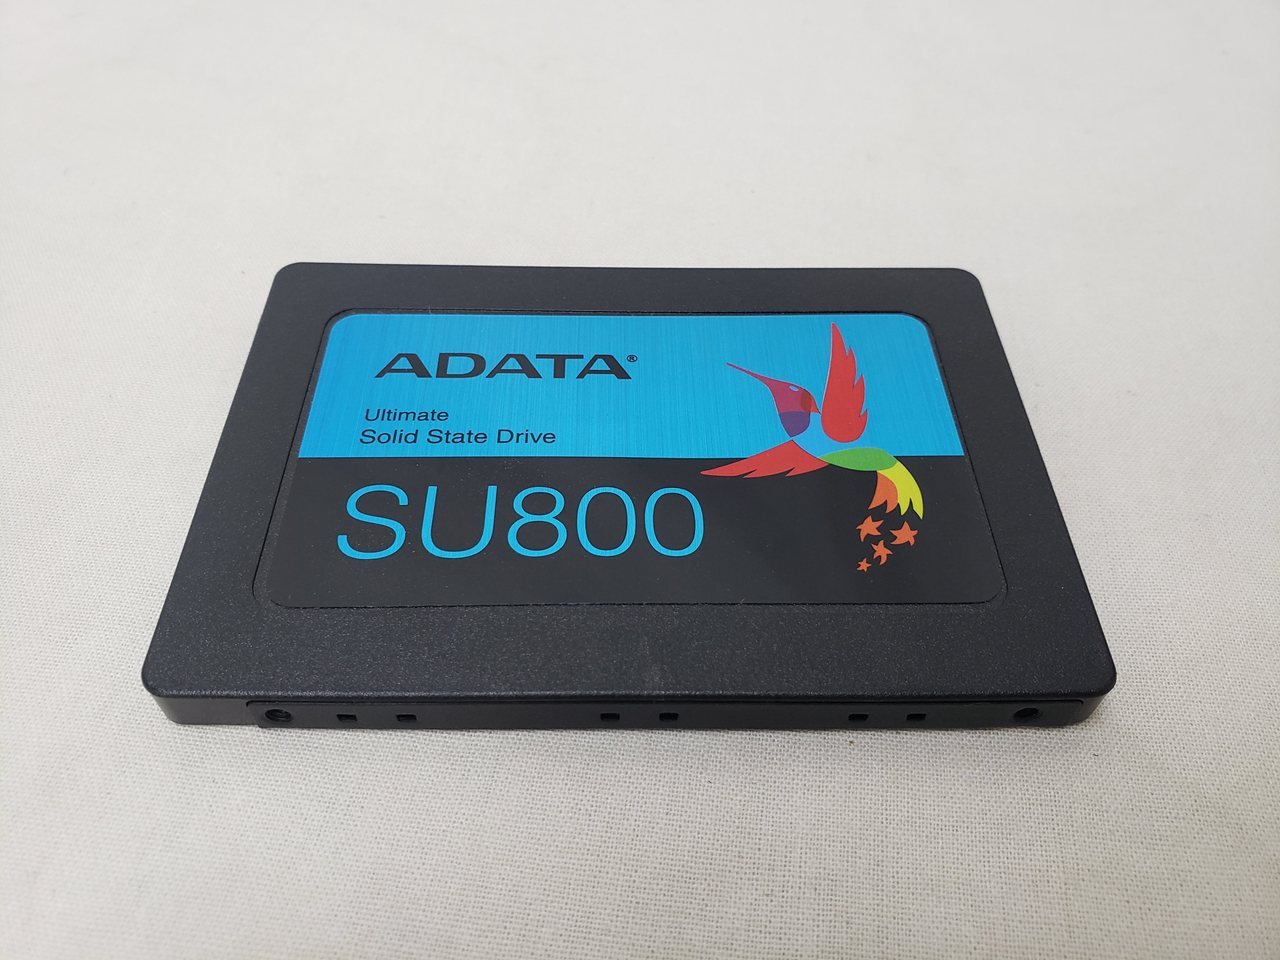 ADATA®
Ultimate
Solid State Drive
SU800